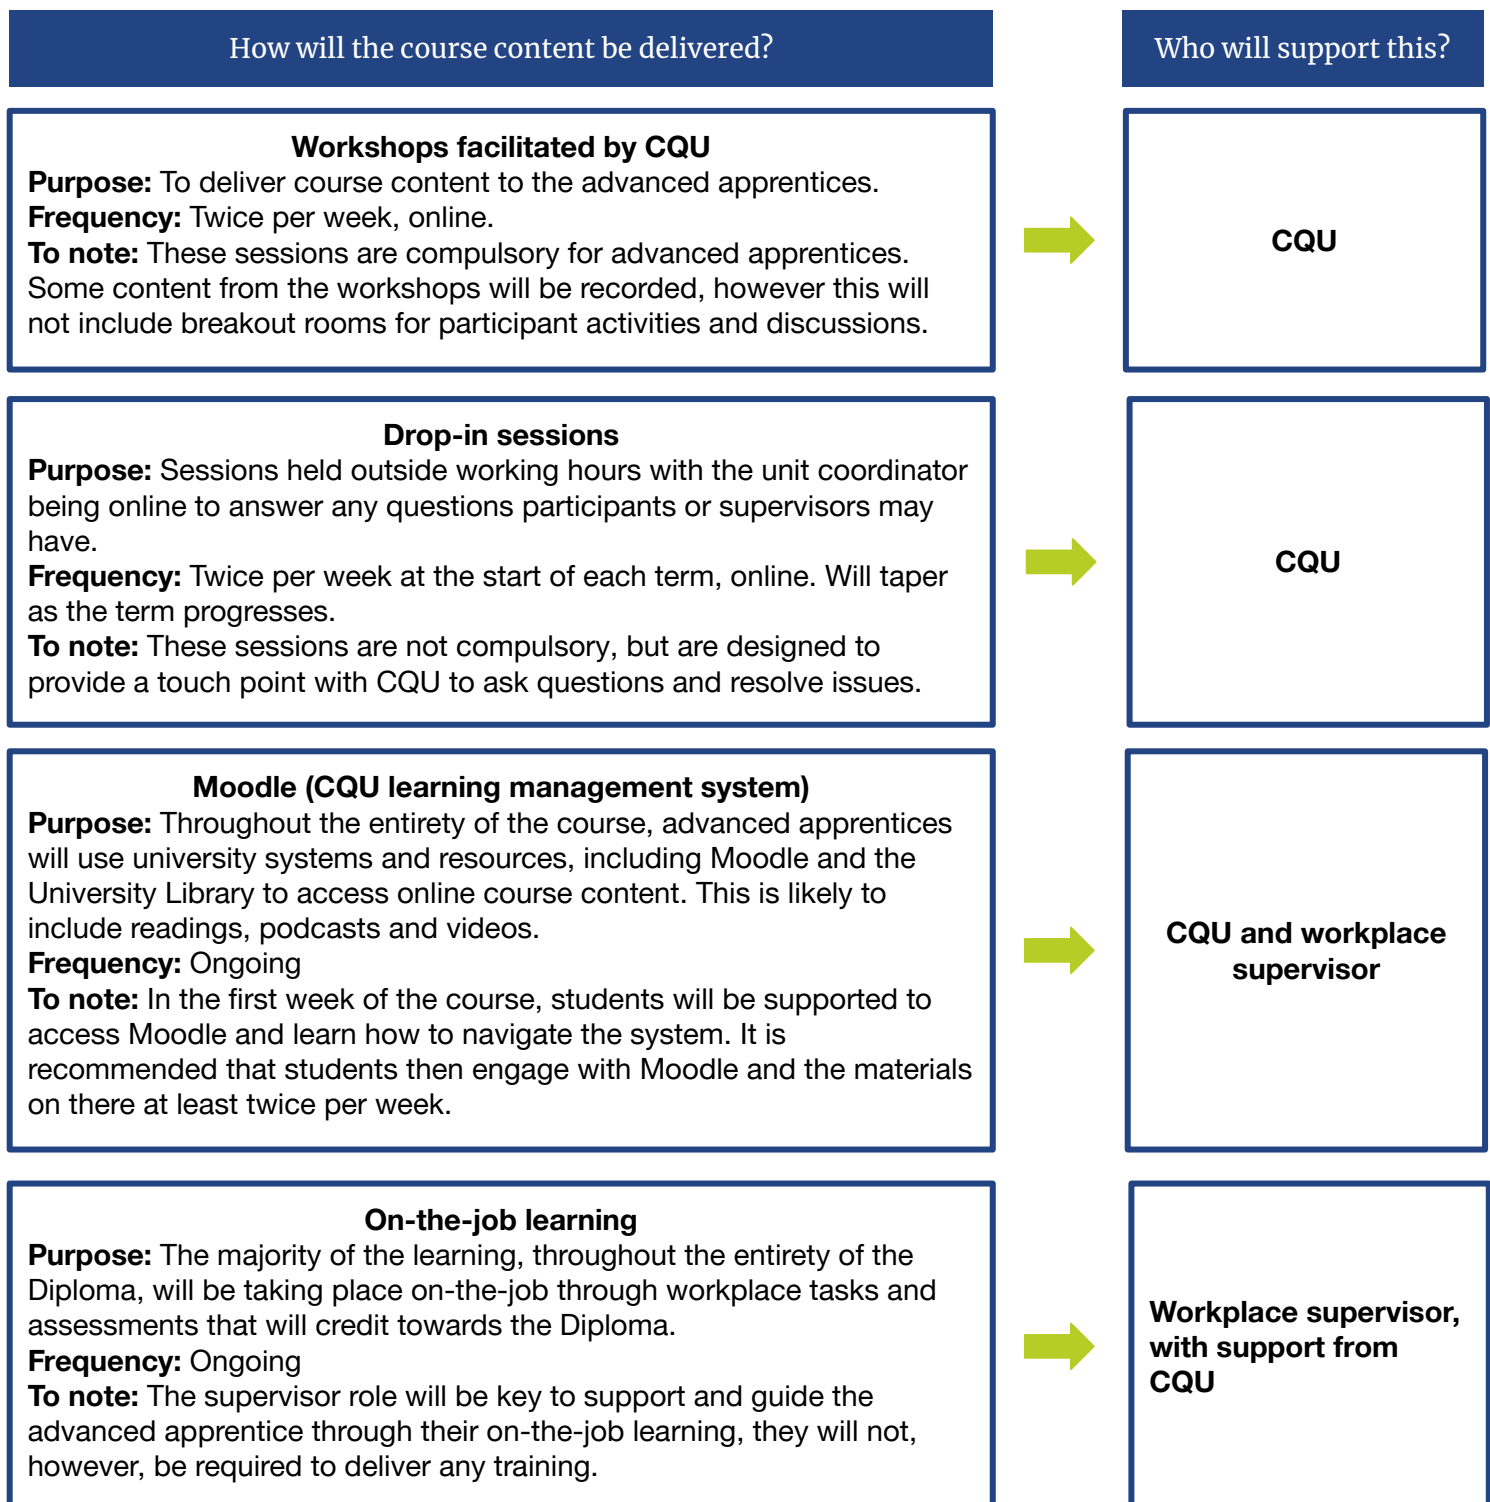 How will the course content be delivered?
Who will support this?
Workshops facilitated by CQU
Purpose: To deliver course content to the advanced apprentices.
Frequency: Twice per week, online.
To note: These sessions are compulsory for advanced apprentices.
Some content from the workshops will be recorded, however this will
not include breakout rooms for participant activities and discussions.
CQU
Drop-in sessions
Purpose: Sessions held outside working hours with the unit coordinator
being online to answer any questions participants or supervisors may
have.
Frequency: Twice per week at the start of each term, online. Will taper
as the term progresses.
To note: These sessions are not compulsory, but are designed to
provide a touch point with CQU to ask questions and resolve issues.
CQU
Moodle (CQU learning management system)
Purpose: Throughout the entirety of the course, advanced apprentices
will use university systems and resources, including Moodle and the
University Library to access online course content. This is likely to
include readings, podcasts and videos.
Frequency: Ongoing
To note: In the first week of the course, students will be supported to
access Moodle and learn how to navigate the system. It is
recommended that students then engage with Moodle and the materials
on there at least twice per week.
CQU and workplace
supervisor
On-the-job learning
Purpose: The majority of the learning, throughout the entirety of the
Diploma, will be taking place on-the-job through workplace tasks and
assessments that will credit towards the Diploma.
Frequency: Ongoing
To note: The supervisor role will be key to support and guide the
advanced apprentice through their on-the-job learning, they will not,
however, be required to deliver any training.
Workplace supervisor,
with support from
CQU